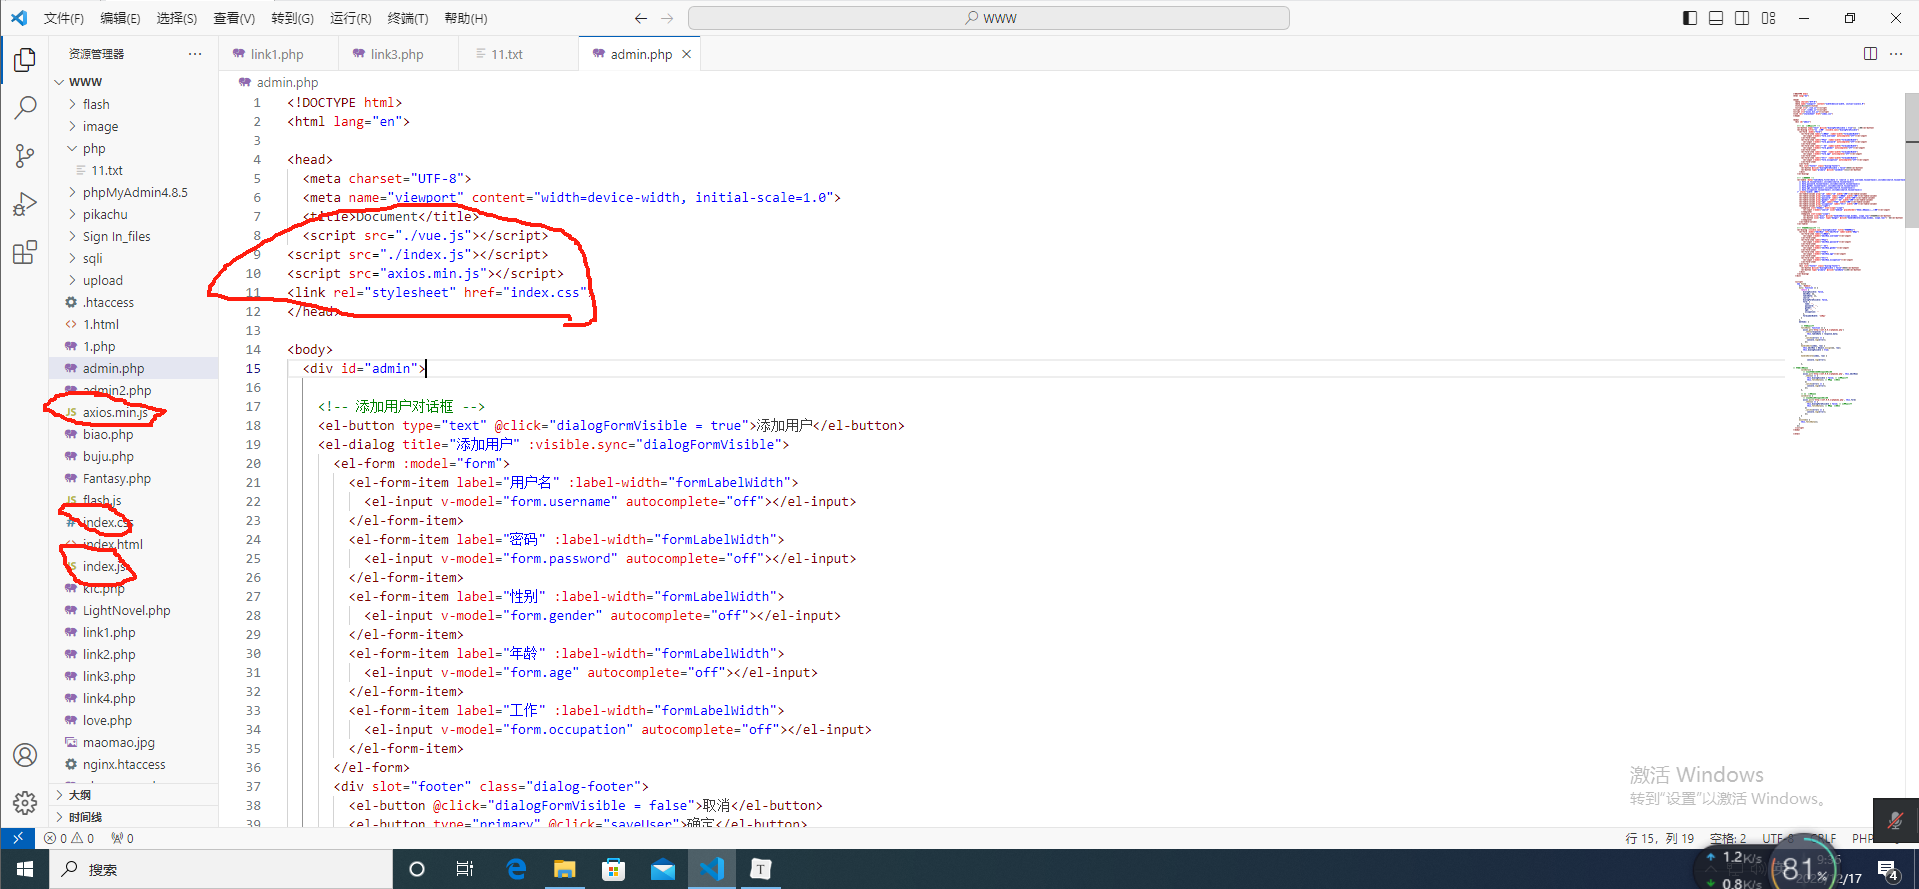 文件(F) 编辑(E) 选择(S) 查看(V) 转到(G) 运行(R) 终端(T) 帮助(H)
WWW
资源管理器
link1.php
link3.php
11.txt
admin.php
WWW
flash
image
php
11.txt
phpMyAdmin4.8.5
pikachu
Sign In_files
sqli
upload
.htaccess
1.html
1.php
admin.php
admin2.php
JS axios.min.js
biao.php
buju.php
Fantasy.php
JS flash.js
# index.css
index.html
JS index.js
kfc.php
LightNovel.php
link1.php
link2.php
link3.php
link4.php
love.php
maomao.jpg
nginx.htaccess
大纲
时间线
admin.php
1 <!DOCTYPE html>
2 <html lang="en">
3
4 <head>
5 <meta charset="UTF-8">
6 <meta name="viewport" content="width=device-width, initial-scale=1.0">
7 <title>Document</title>
8 <script src="./vue.js"></script>
9 <script src="./index.js"></script>
10 <script src="axios.min.js"></script>
11 <link rel="stylesheet" href="index.css"
12 </head>
13
14 <body>
15 <div id="admin">
16
17 <!-- 添加用户对话框 -->
18 <el-button type="text" @click="dialogFormVisible = true">添加用户</el-button>
19 <el-dialog title="添加用户" :visible.sync="dialogFormVisible">
20 <el-form :model="form">
21 <el-form-item label="用户名" :label-width="formLabelWidth">
22 <el-input v-model="form.username" autocomplete="off"></el-input>
23 </el-form-item>
24 <el-form-item label="密码" :label-width="formLabelWidth">
25 <el-input v-model="form.password" autocomplete="off"></el-input>
26 </el-form-item>
27 <el-form-item label="性别" :label-width="formLabelWidth">
28 <el-input v-model="form.gender" autocomplete="off"></el-input>
29 </el-form-item>
30 <el-form-item label="年龄" :label-width="formLabelWidth">
31 <el-input v-model="form.age" autocomplete="off"></el-input>
32 </el-form-item>
33 <el-form-item label="工作" :label-width="formLabelWidth">
34 <el-input v-model="form.occupation" autocomplete="off"></el-input>
35 </el-form-item>
36 </el-form>
37 <div slot="footer" class="dialog-footer">
38 <el-button @click="dialogFormVisible = false">取消</el-button>
39 <el-button type="primary" @click="saveUser">确定</el-button>
激活 Windows
转到“设置”以激活 Windows。
0 0 0
行 15，列 19 空格: 2 UTF-8 CRLF PHP
搜索
T
1.2K/s
0.8K/s
81%
9:36
12/17
4